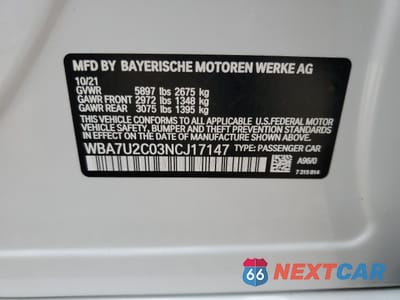 MFD BY BAYERISCHE MOTOREN WERKE AG
10/21
GVWR 5897 lbs 2675 kg
GAWR FRONT 2972 lbs 1348 kg
GAWR REAR 3075 lbs 1395 kg
THIS VEHICLE CONFORMS TO ALL APPLICABLE U.S.FEDERAL MOTOR
VEHICLE SAFETY, BUMPER, AND THEFT PREVENTION STANDARDS
IN EFFECT ON THE DATE OF MANUFACTURE SHOWN ABOVE.
WBA7U2C03NCJ17147 TYPE: PASSENGER CAR
A96/0
7 315 814
66 NEXTCAR